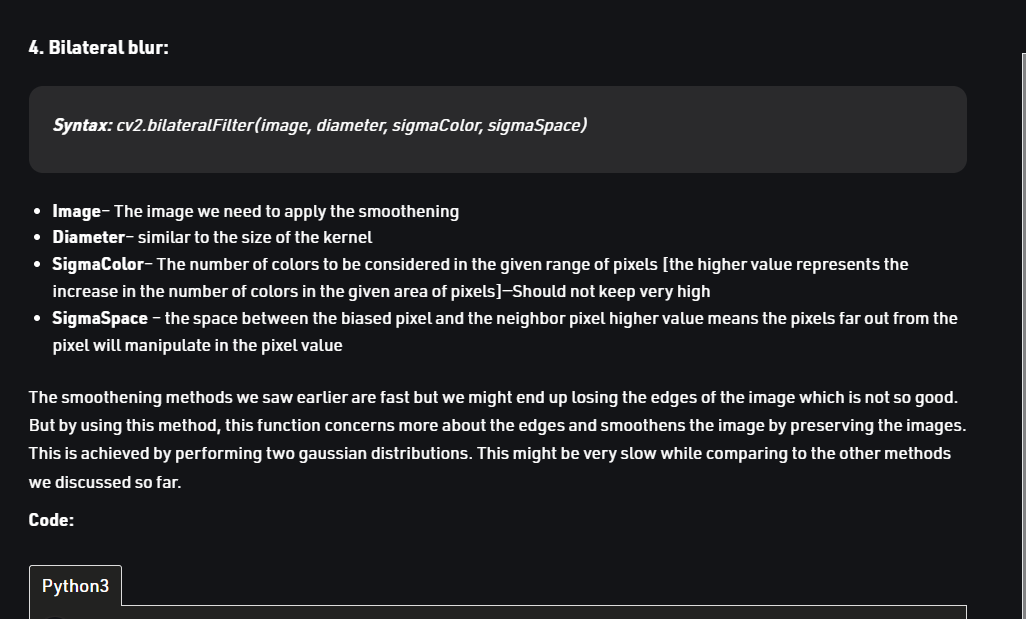 4. Bilateral blur:
Syntax: cv2.bilateralFilter(image, diameter, sigmaColor, sigmaSpace)
• Image– The image we need to apply the smoothening
• Diameter– similar to the size of the kernel
• SigmaColor– The number of colors to be considered in the given range of pixels [the higher value represents the
increase in the number of colors in the given area of pixels]—Should not keep very high
• SigmaSpace – the space between the biased pixel and the neighbor pixel higher value means the pixels far out from the
pixel will manipulate in the pixel value
The smoothening methods we saw earlier are fast but we might end up losing the edges of the image which is not so good.
But by using this method, this function concerns more about the edges and smoothens the image by preserving the images.
This is achieved by performing two gaussian distributions. This might be very slow while comparing to the other methods
we discussed so far.
Code:
Python3